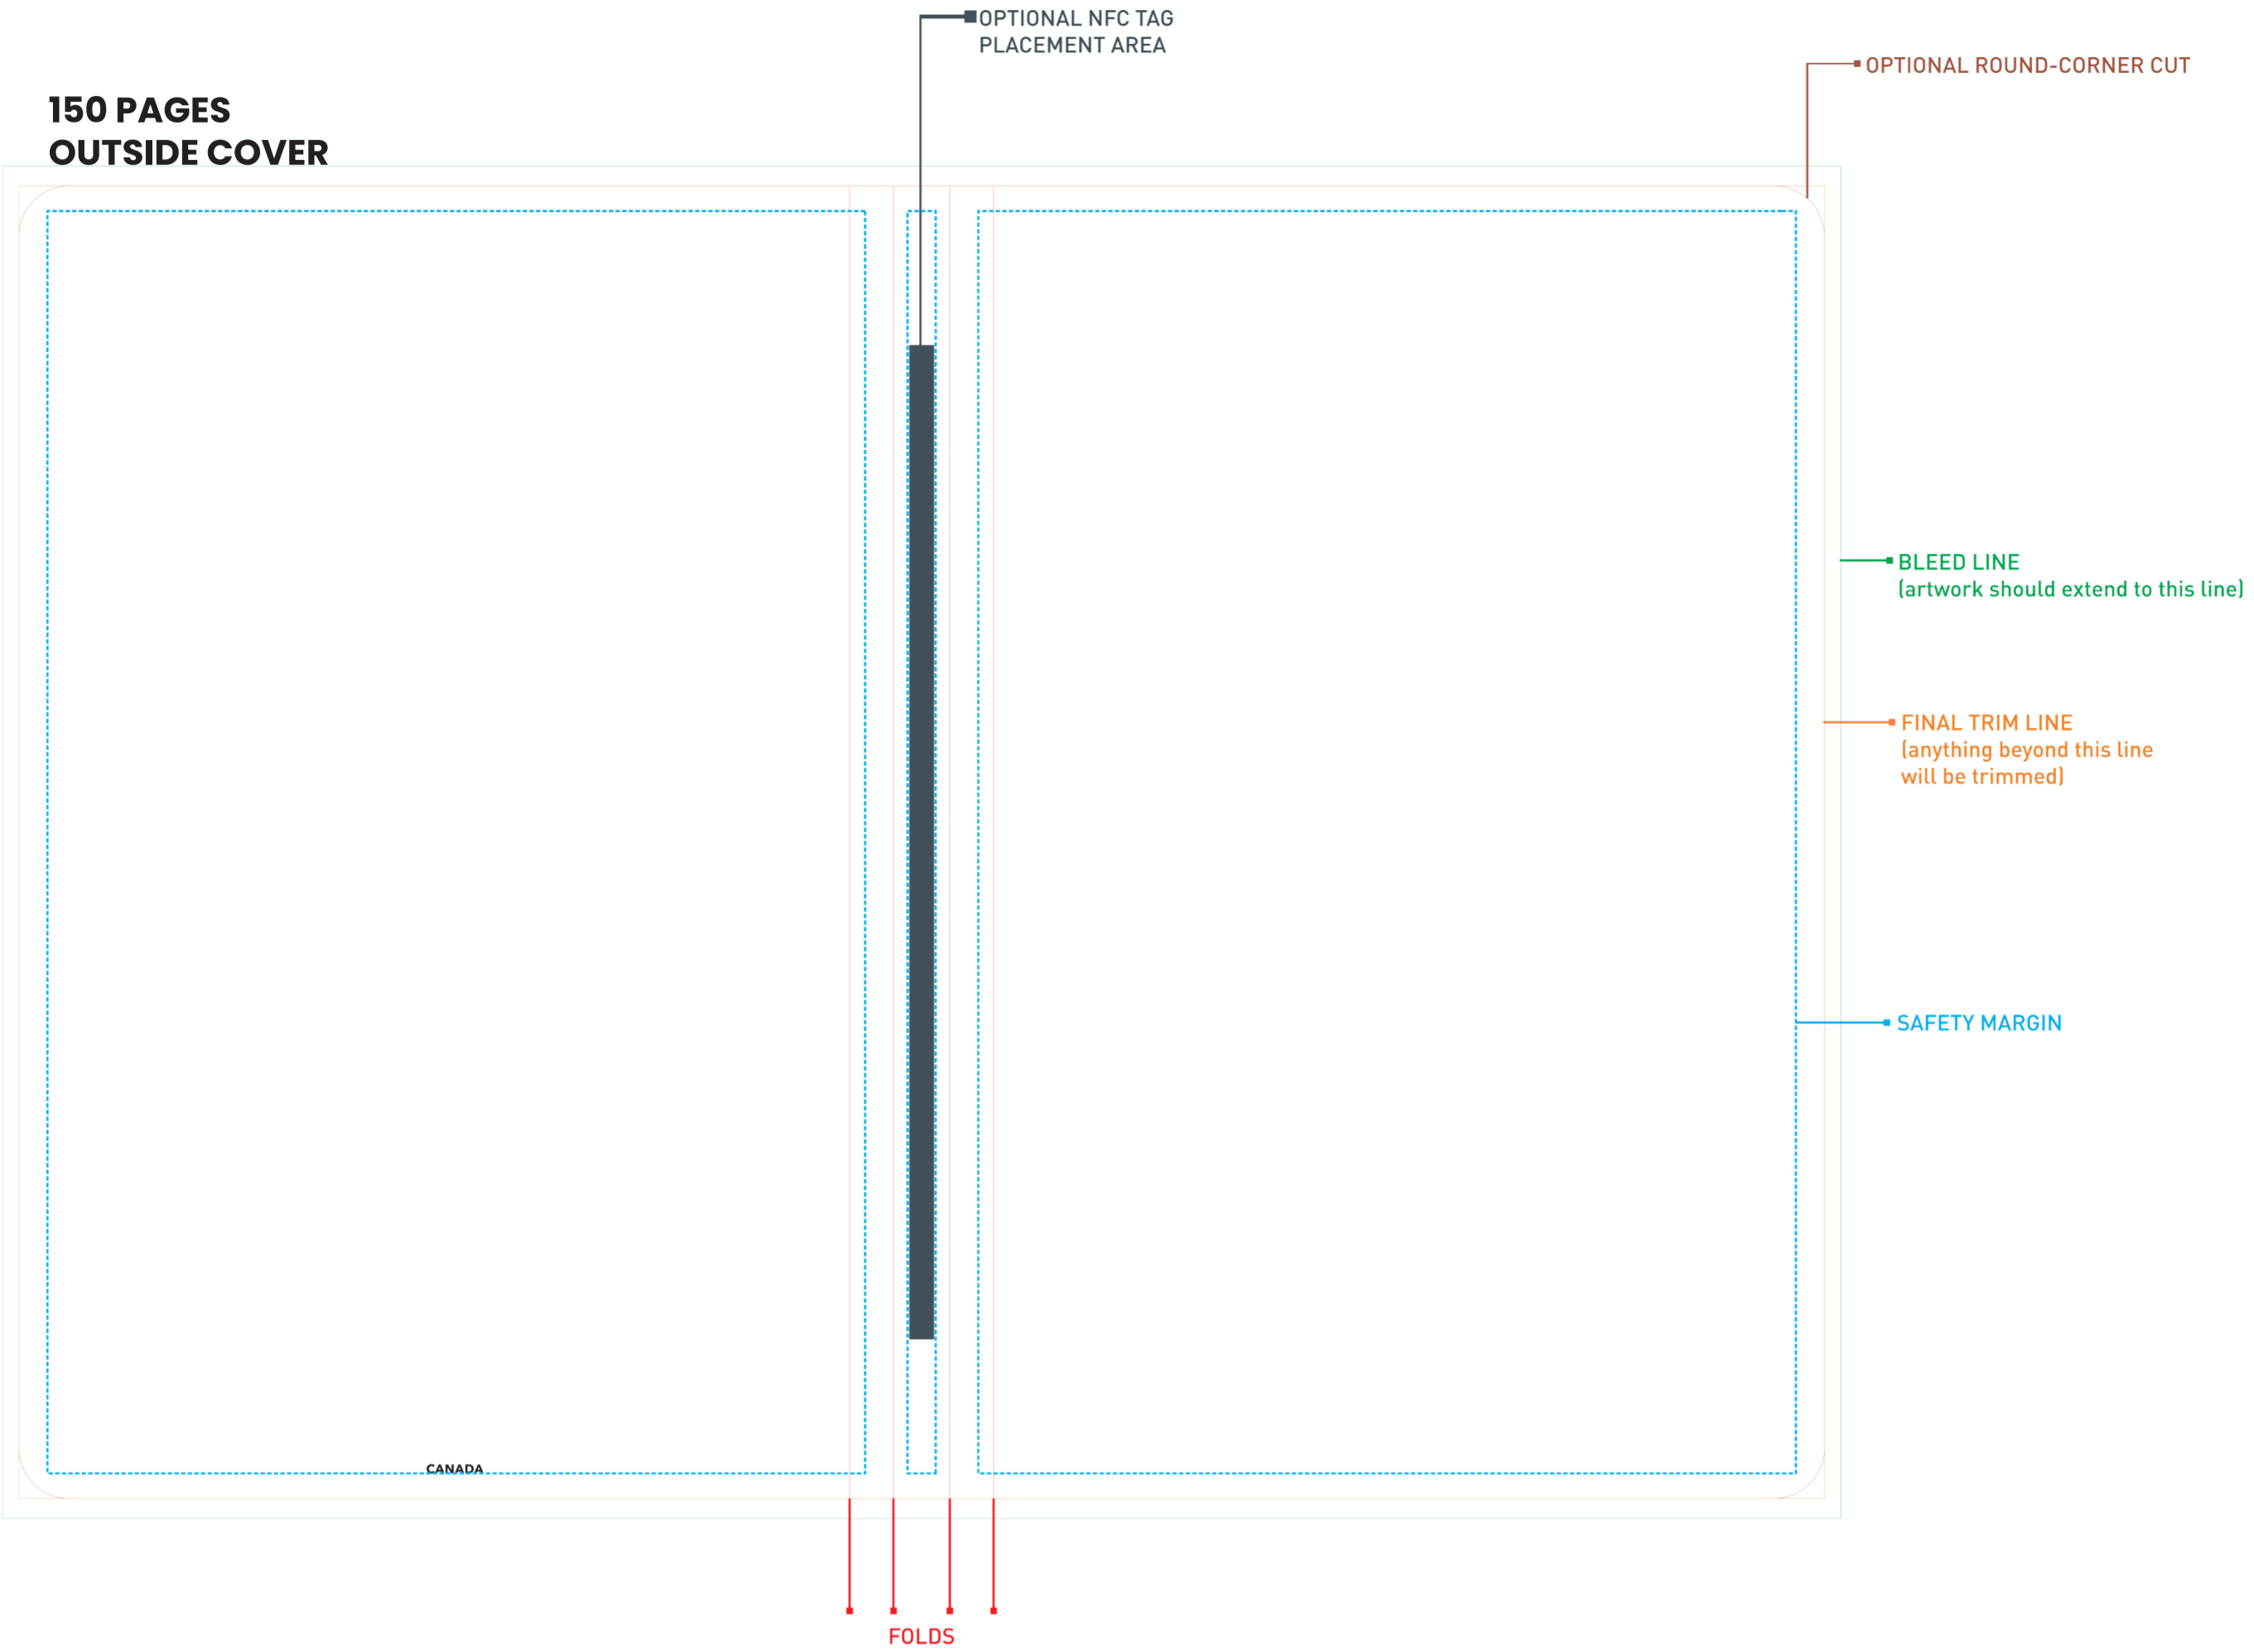 OPTIONAL NFC TAG
PLACEMENT AREA
OPTIONAL ROUND-CORNER CUT
150 PAGES
OUTSIDE COVER
BLEED LINE
(artwork should extend to this line)
FINAL TRIM LINE
(anything beyond this line
will be trimmed)
SAFETY MARGIN
CANADA
FOLDS